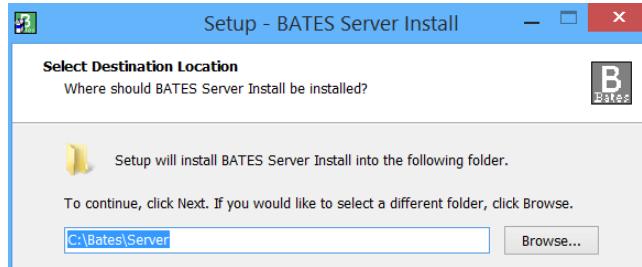 Setup - BATES Server Install
Select Destination Location
Where should BATES Server Install be installed?
B
Bates
Setup will install BATES Server Install into the following folder.
To continue, click Next. If you would like to select a different folder, click Browse.
C:\Bates\Server
Browse...